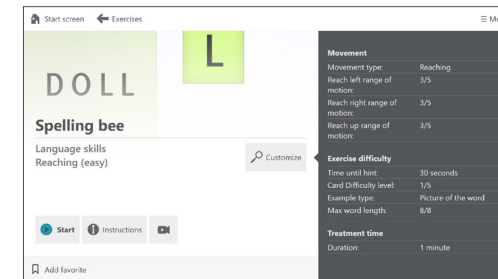 Start screen Exercises
DOLL
L
Spelling bee
Language skills
Reaching (easy)
Customize
Start Instructions
Add favorite
Movement
Movement type: Reaching
Reach left range of motion: 3/5
Reach right range of motion: 3/5
Reach up range of motion: 3/5
Exercise difficulty
Time until hint: 30 seconds
Card Difficulty level: 1/5
Example type: Picture of the word
Max word length: 8/8
Treatment time
Duration: 1 minute